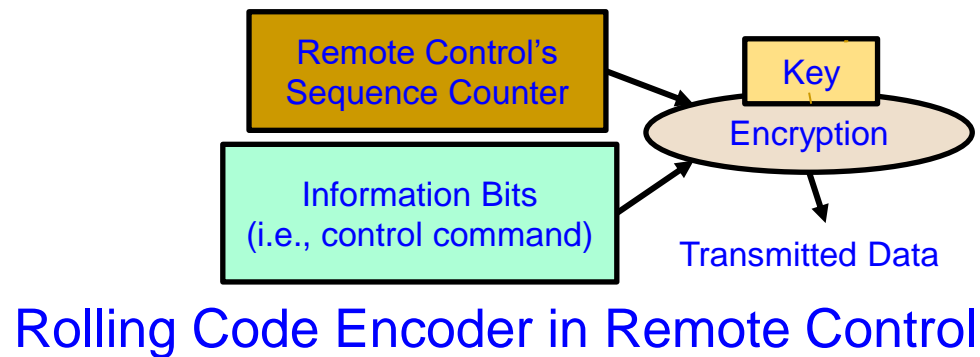 Remote Control's
Sequence Counter
Key
Encryption
Information Bits
(i.e., control command)
Transmitted Data
Rolling Code Encoder in Remote Control